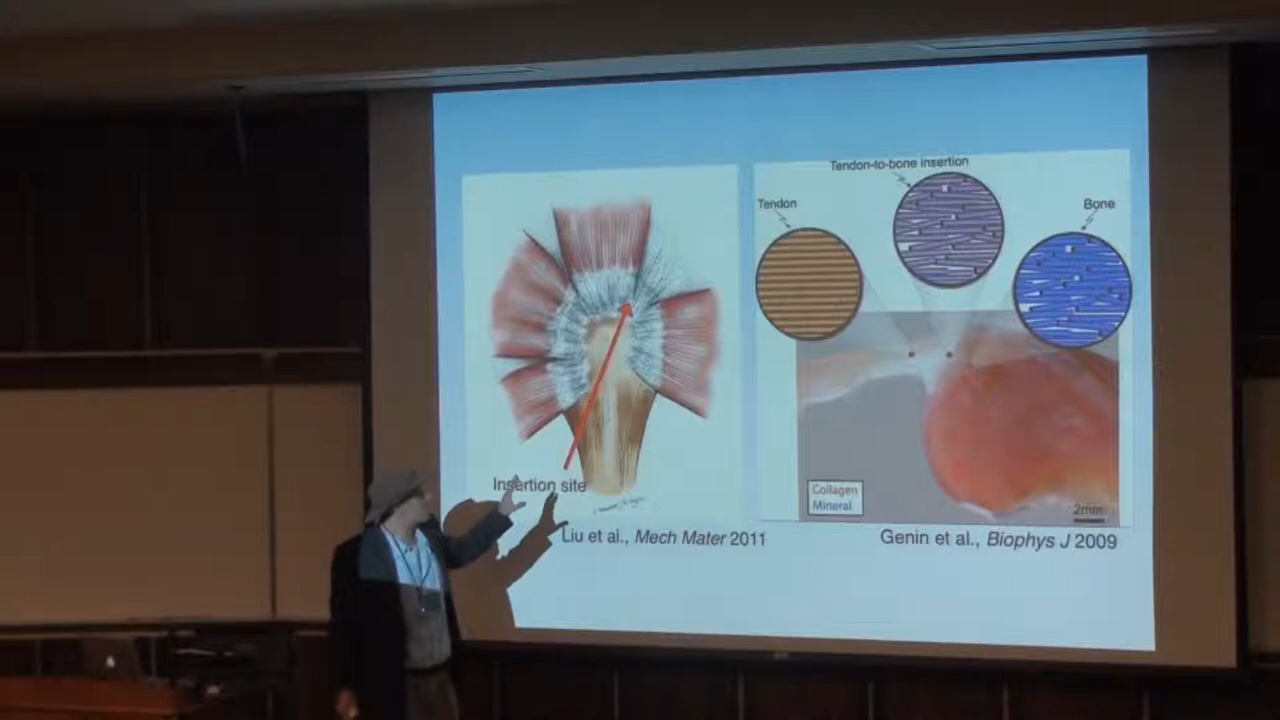 Tendon-to-bone insertion
Tendon
Bone
Insertion site
Collagen
Mineral
2mm
Liu et al., Mech Mater 2011
Genin et al., Biophys J 2009